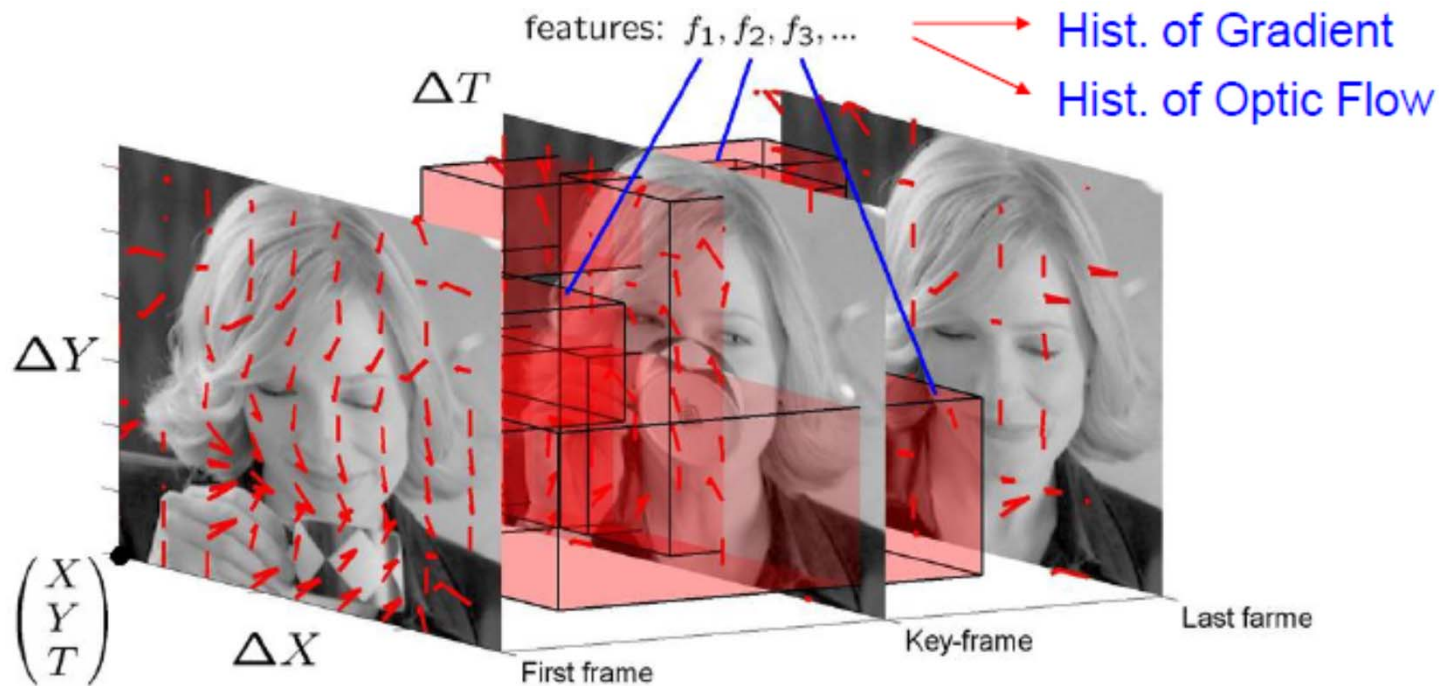 features: f₁, f₂, f₃, ...
Hist. of Gradient
Hist. of Optic Flow
ΔT
ΔY
X
Y
T
ΔX
First frame
Key-frame
Last farme